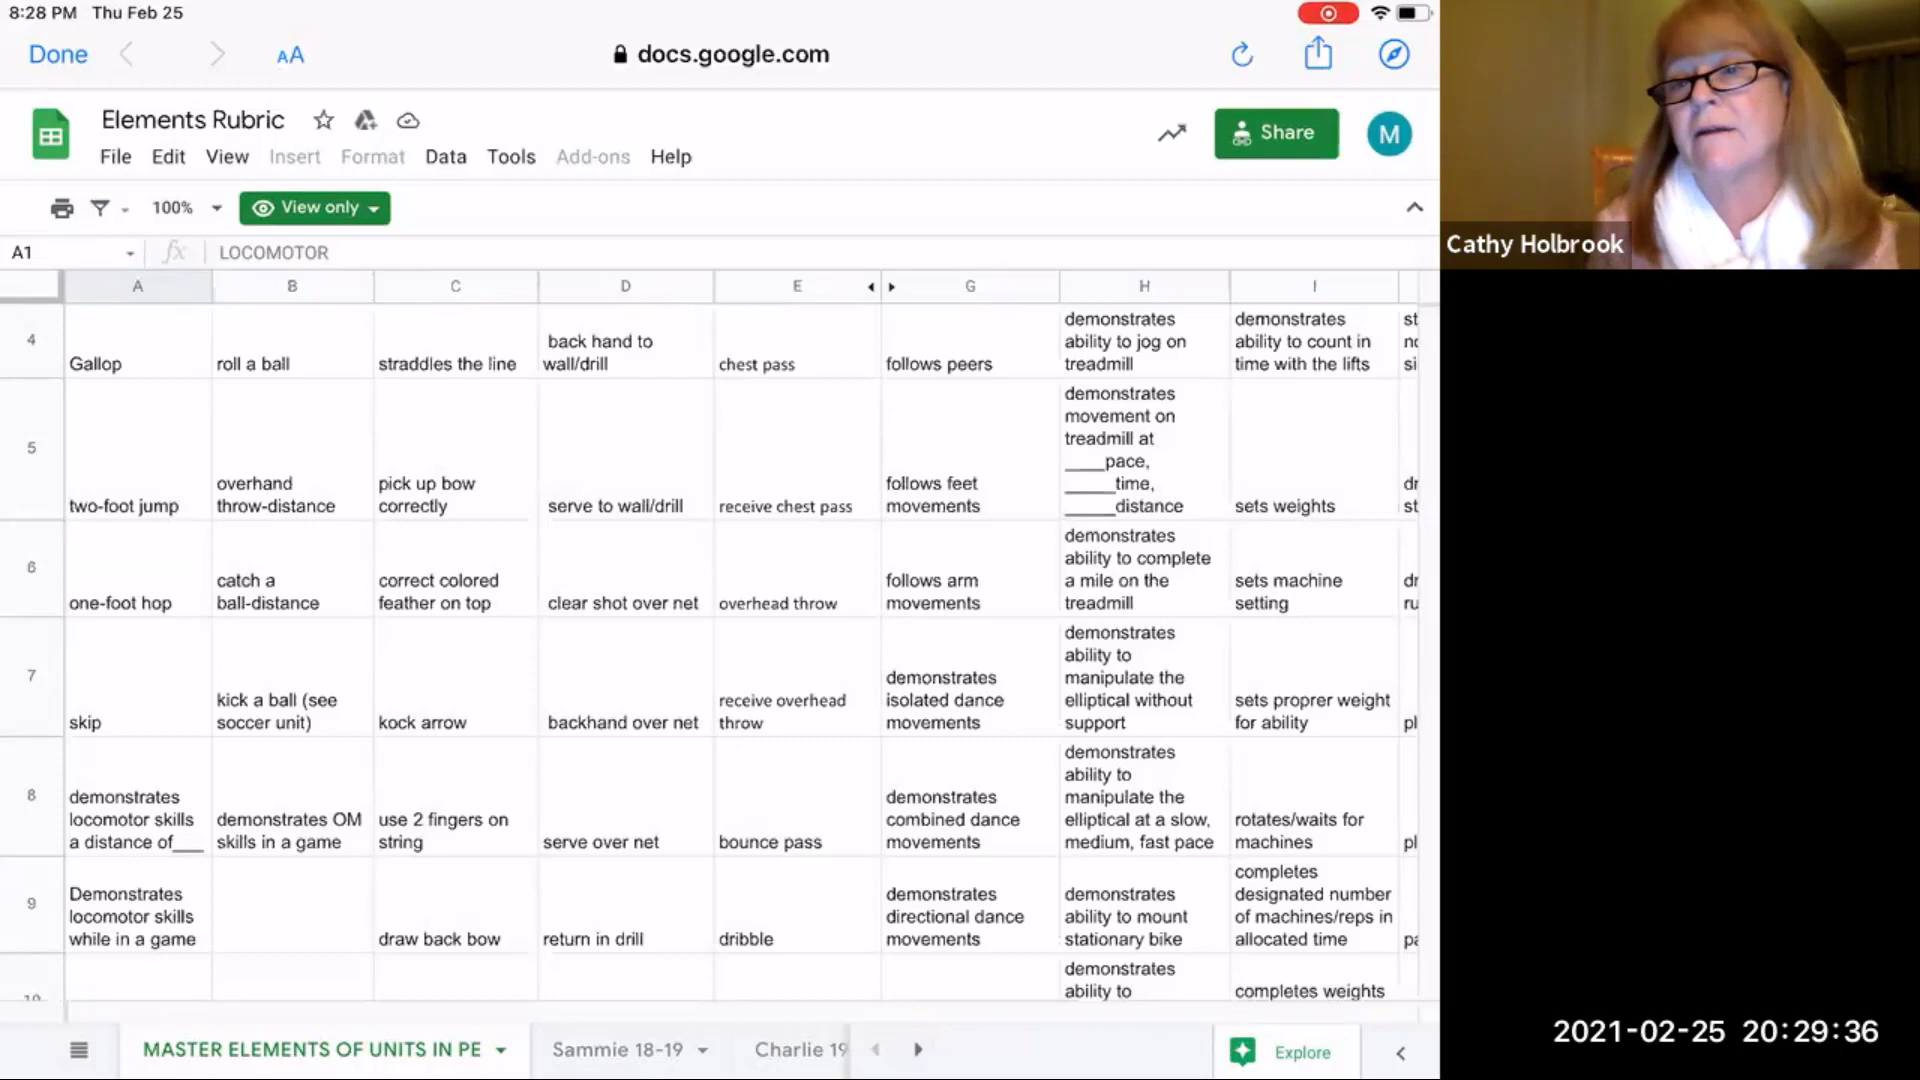 8:28 PM Thu Feb 25
Done AA docs.google.com
Elements Rubric
File Edit View Insert Format Data Tools Add-ons Help
Share
M
100% View only
A1 fx LOCOMOTOR
A B C D E G H I
4
Gallop
roll a ball
straddles the line
back hand to
wall/drill
chest pass
follows peers
demonstrates
ability to jog on
treadmill
demonstrates
ability to count in
time with the lifts
st
si
5
two-foot jump
overhand
throw-distance
pick up bow
correctly
serve to wall/drill
receive chest pass
follows feet
movements
demonstrates
movement on
treadmill at
____pace,
_____time,
_____distance
sets weights
st
6
one-foot hop
catch a
ball-distance
correct colored
feather on top
clear shot over net
overhead throw
follows arm
movements
demonstrates
ability to complete
a mile on the
treadmill
sets machine
setting
ru
7
skip
kick a ball (see
soccer unit)
kock arrow
backhand over net
receive overhead
throw
demonstrates
isolated dance
movements
demonstrates
ability to
manipulate the
elliptical without
support
sets proprer weight
for ability
pl
8
demonstrates
locomotor skills
a distance of___
demonstrates OM
skills in a game
use 2 fingers on
string
serve over net
bounce pass
demonstrates
combined dance
movements
demonstrates
ability to
manipulate the
elliptical at a slow,
medium, fast pace
rotates/waits for
machines
pl
9
Demonstrates
locomotor skills
while in a game
draw back bow
return in drill
dribble
demonstrates
directional dance
movements
demonstrates
ability to mount
stationary bike
completes
designated number
of machines/reps in
allocated time
10
demonstrates
ability to
completes weights
MASTER ELEMENTS OF UNITS IN PE Sammie 18-19 Charlie 19 Explore
Cathy Holbrook
2021-02-25 20:29:36